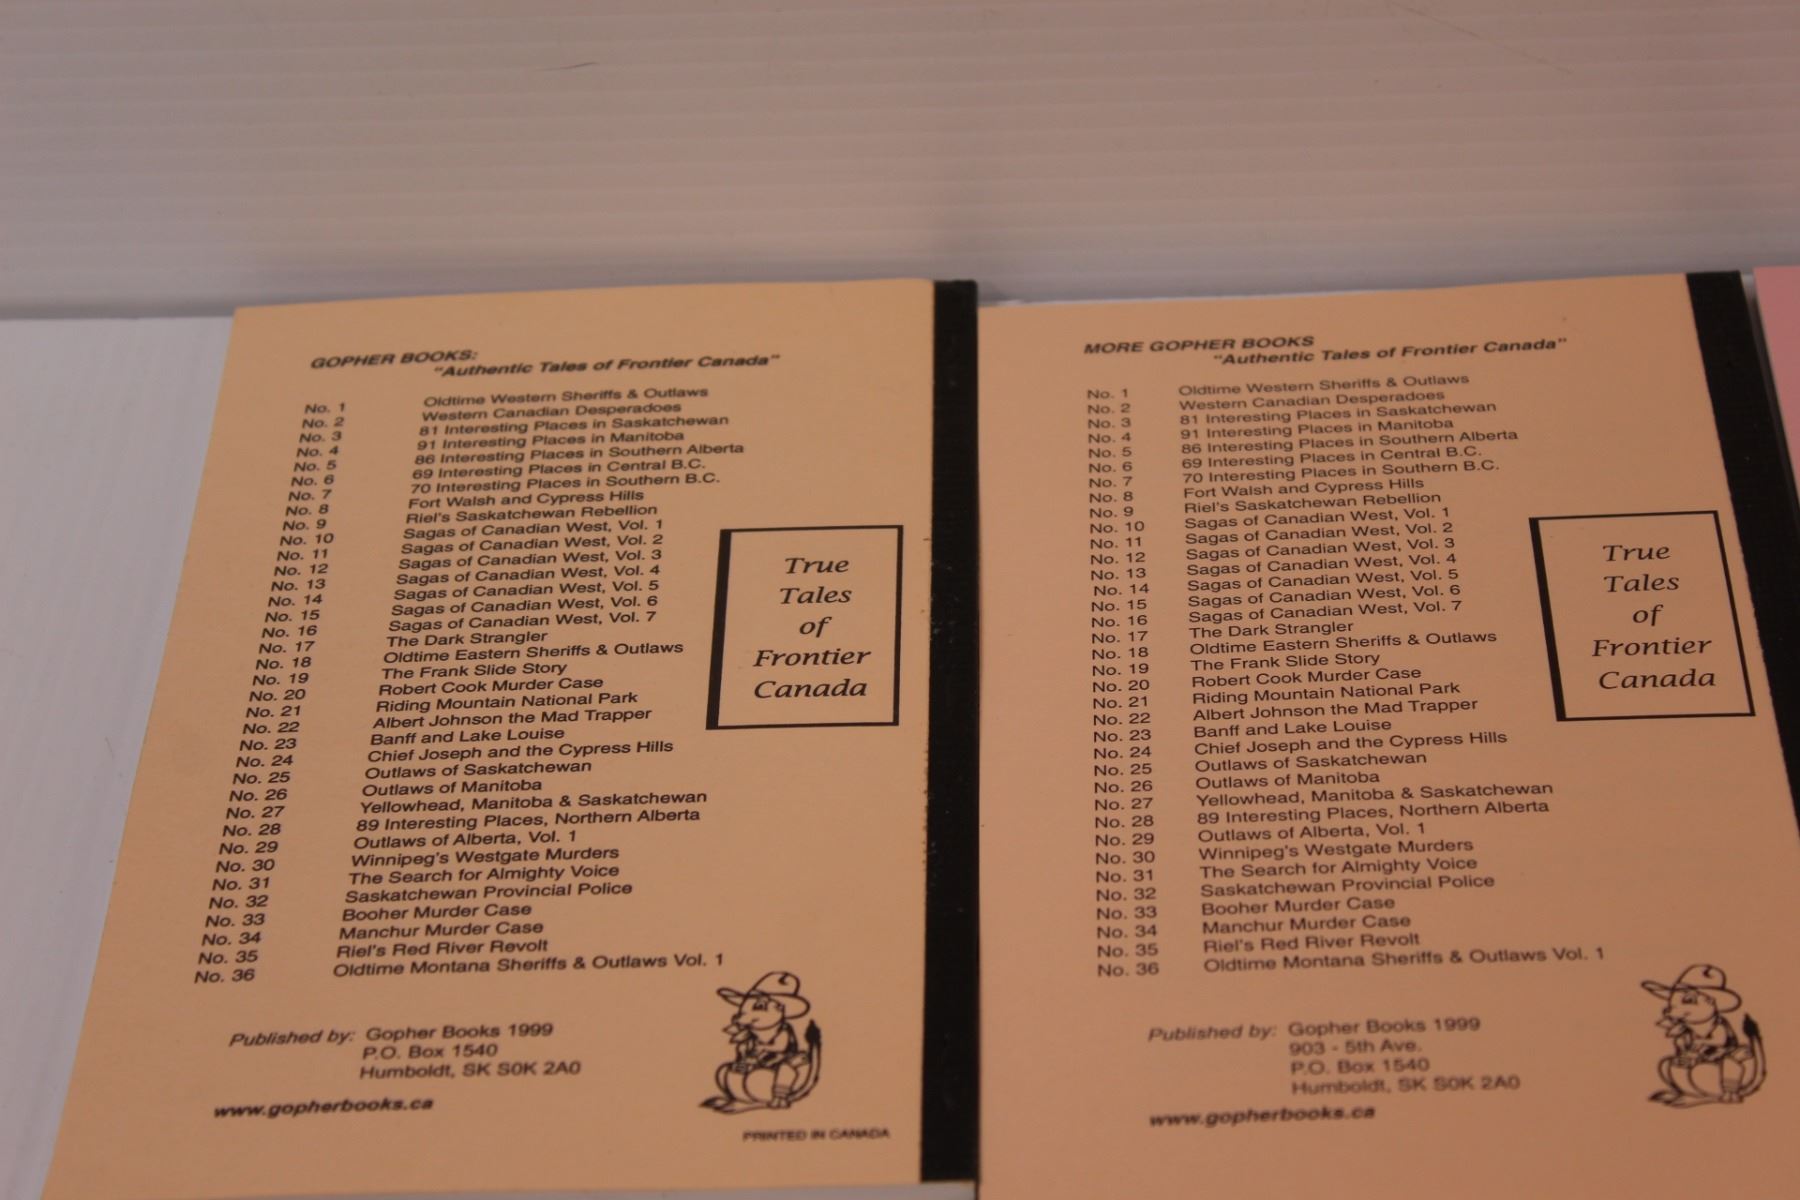 GOPHER BOOKS:
"Authentic Tales of Frontier Canada"
No. 1 Oldtime Western Sheriffs & Outlaws
No. 2 Western Canadian Desperadoes
No. 3 81 Interesting Places in Saskatchewan
No. 4 91 Interesting Places in Manitoba
No. 5 86 Interesting Places in Southern Alberta
No. 6 69 Interesting Places in Central B.C.
No. 7 70 Interesting Places in Southern B.C.
No. 8 Fort Walsh and Cypress Hills
No. 9 Riel's Saskatchewan Rebellion
No. 10 Sagas of Canadian West, Vol. 1
No. 11 Sagas of Canadian West, Vol. 2
No. 12 Sagas of Canadian West, Vol. 3
No. 13 Sagas of Canadian West, Vol. 4
No. 14 Sagas of Canadian West, Vol. 5
No. 15 Sagas of Canadian West, Vol. 6
No. 16 Sagas of Canadian West, Vol. 7
No. 17 The Dark Strangler
No. 18 Oldtime Eastern Sheriffs & Outlaws
No. 19 The Frank Slide Story
No. 20 Robert Cook Murder Case
No. 21 Riding Mountain National Park
No. 22 Albert Johnson the Mad Trapper
No. 23 Banff and Lake Louise
No. 24 Chief Joseph and the Cypress Hills
No. 25 Outlaws of Saskatchewan
No. 26 Outlaws of Manitoba
No. 27 Yellowhead, Manitoba & Saskatchewan
No. 28 89 Interesting Places, Northern Alberta
No. 29 Outlaws of Alberta, Vol. 1
No. 30 Winnipeg's Westgate Murders
No. 31 The Search for Almighty Voice
No. 32 Saskatchewan Provincial Police
No. 33 Booher Murder Case
No. 34 Manchur Murder Case
No. 35 Riel's Red River Revolt
No. 36 Oldtime Montana Sheriffs & Outlaws Vol. 1
True
Tales
of
Frontier
Canada
Published by: Gopher Books 1999
P.O. Box 1540
Humboldt, SK S0K 2A0
www.gopherbooks.ca
PRINTED IN CANADA
MORE GOPHER BOOKS
"Authentic Tales of Frontier Canada"
No. 1 Oldtime Western Sheriffs & Outlaws
No. 2 Western Canadian Desperadoes
No. 3 81 Interesting Places in Saskatchewan
No. 4 91 Interesting Places in Manitoba
No. 5 86 Interesting Places in Southern Alberta
No. 6 69 Interesting Places in Central B.C.
No. 7 70 Interesting Places in Southern B.C.
No. 8 Fort Walsh and Cypress Hills
No. 9 Riel's Saskatchewan Rebellion
No. 10 Sagas of Canadian West, Vol. 1
No. 11 Sagas of Canadian West, Vol. 2
No. 12 Sagas of Canadian West, Vol. 3
No. 13 Sagas of Canadian West, Vol. 4
No. 14 Sagas of Canadian West, Vol. 5
No. 15 Sagas of Canadian West, Vol. 6
No. 16 Sagas of Canadian West, Vol. 7
No. 17 The Dark Strangler
No. 18 Oldtime Eastern Sheriffs & Outlaws
No. 19 The Frank Slide Story
No. 20 Robert Cook Murder Case
No. 21 Riding Mountain National Park
No. 22 Albert Johnson the Mad Trapper
No. 23 Banff and Lake Louise
No. 24 Chief Joseph and the Cypress Hills
No. 25 Outlaws of Saskatchewan
No. 26 Outlaws of Manitoba
No. 27 Yellowhead, Manitoba & Saskatchewan
No. 28 89 Interesting Places, Northern Alberta
No. 29 Outlaws of Alberta, Vol. 1
No. 30 Winnipeg's Westgate Murders
No. 31 The Search for Almighty Voice
No. 32 Saskatchewan Provincial Police
No. 33 Booher Murder Case
No. 34 Manchur Murder Case
No. 35 Riel's Red River Revolt
No. 36 Oldtime Montana Sheriffs & Outlaws Vol. 1
True
Tales
of
Frontier
Canada
Published by: Gopher Books 1999
903 - 5th Ave.
P.O. Box 1540
Humboldt, SK S0K 2A0
www.gopherbooks.ca